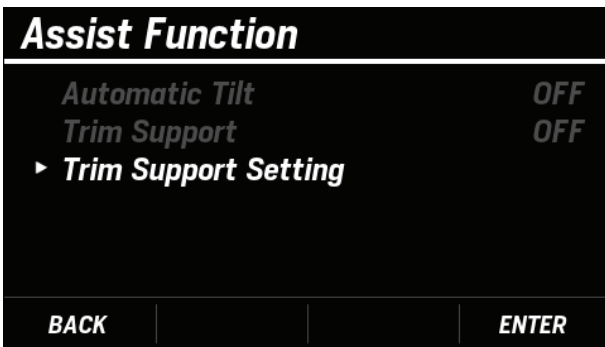 Assist Function
Automatic Tilt OFF
Trim Support OFF
Trim Support Setting
BACK ENTER